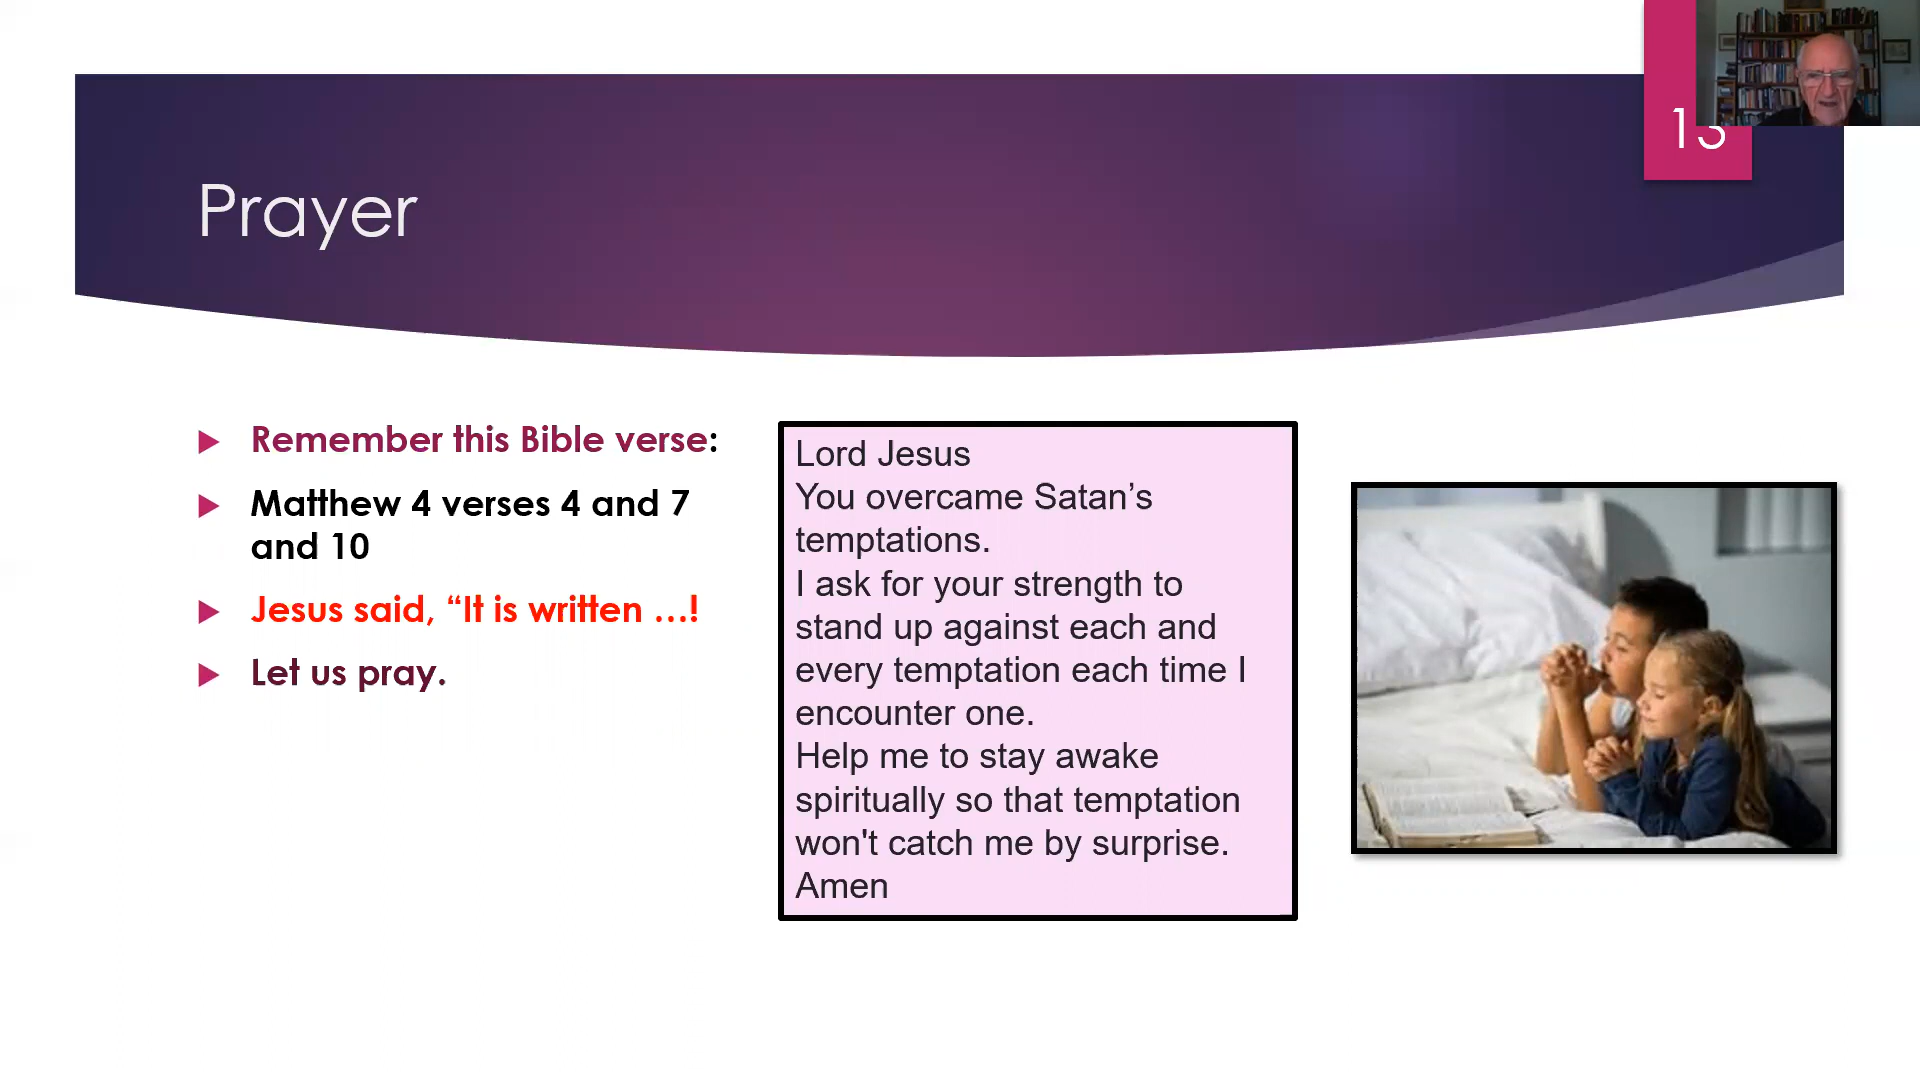 13
Prayer
Remember this Bible verse:
Matthew 4 verses 4 and 7
and 10
Jesus said, “It is written …!
Let us pray.
Lord Jesus
You overcame Satan’s
temptations.
I ask for your strength to
stand up against each and
every temptation each time I
encounter one.
Help me to stay awake
spiritually so that temptation
won't catch me by surprise.
Amen